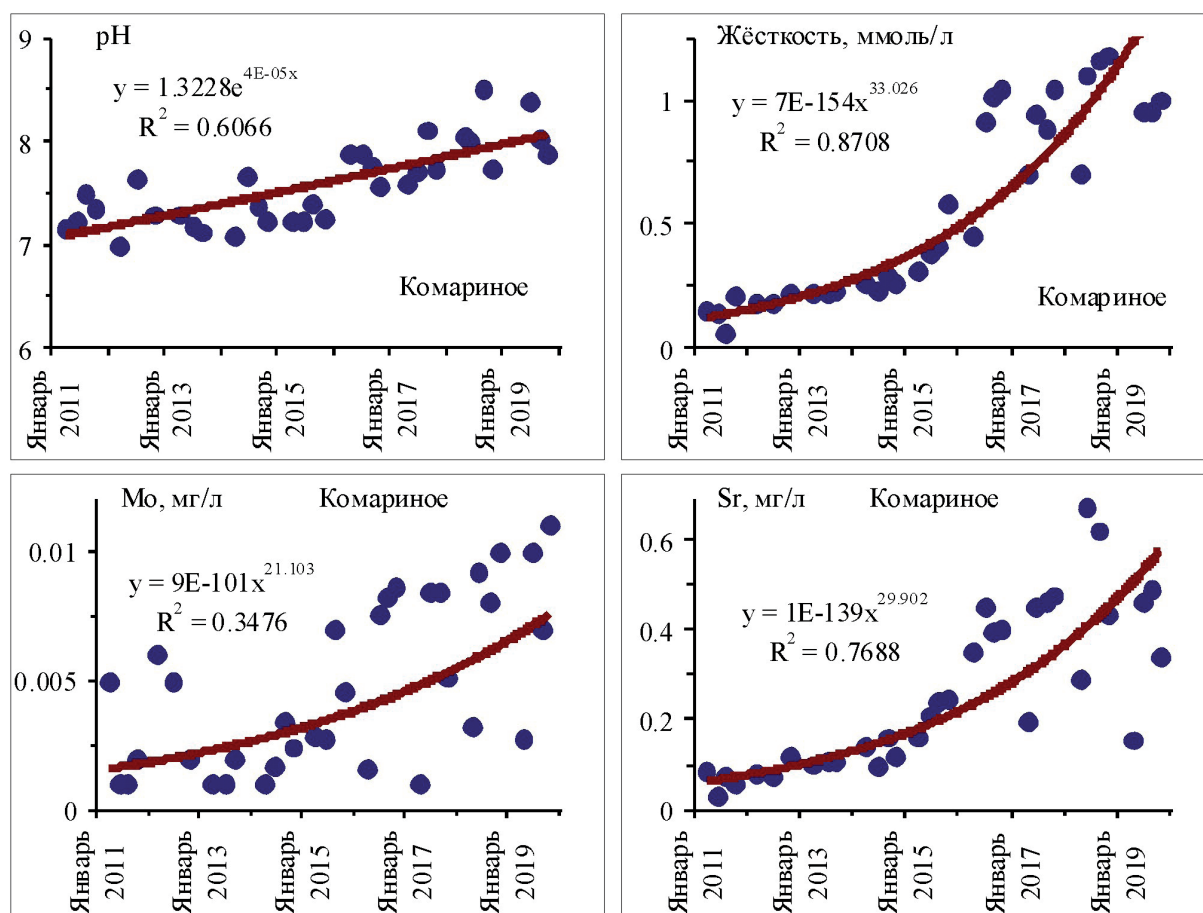 pH
9
8
7
6
y = 1.3228e^4E-05x
R² = 0.6066
Комариное
Январь 2011
Январь 2013
Январь 2015
Январь 2017
Январь 2019
Жёсткость, ммоль/л
1
0.5
0
y = 7E-154x^33.026
R² = 0.8708
Комариное
Январь 2011
Январь 2013
Январь 2015
Январь 2017
Январь 2019
Mo, мг/л
Комариное
0.01
0.005
0
y = 9E-101x^21.103
R² = 0.3476
Январь 2011
Январь 2013
Январь 2015
Январь 2017
Январь 2019
Sr, мг/л
Комариное
0.6
0.4
0.2
0
y = 1E-139x^29.902
R² = 0.7688
Январь 2011
Январь 2013
Январь 2015
Январь 2017
Январь 2019